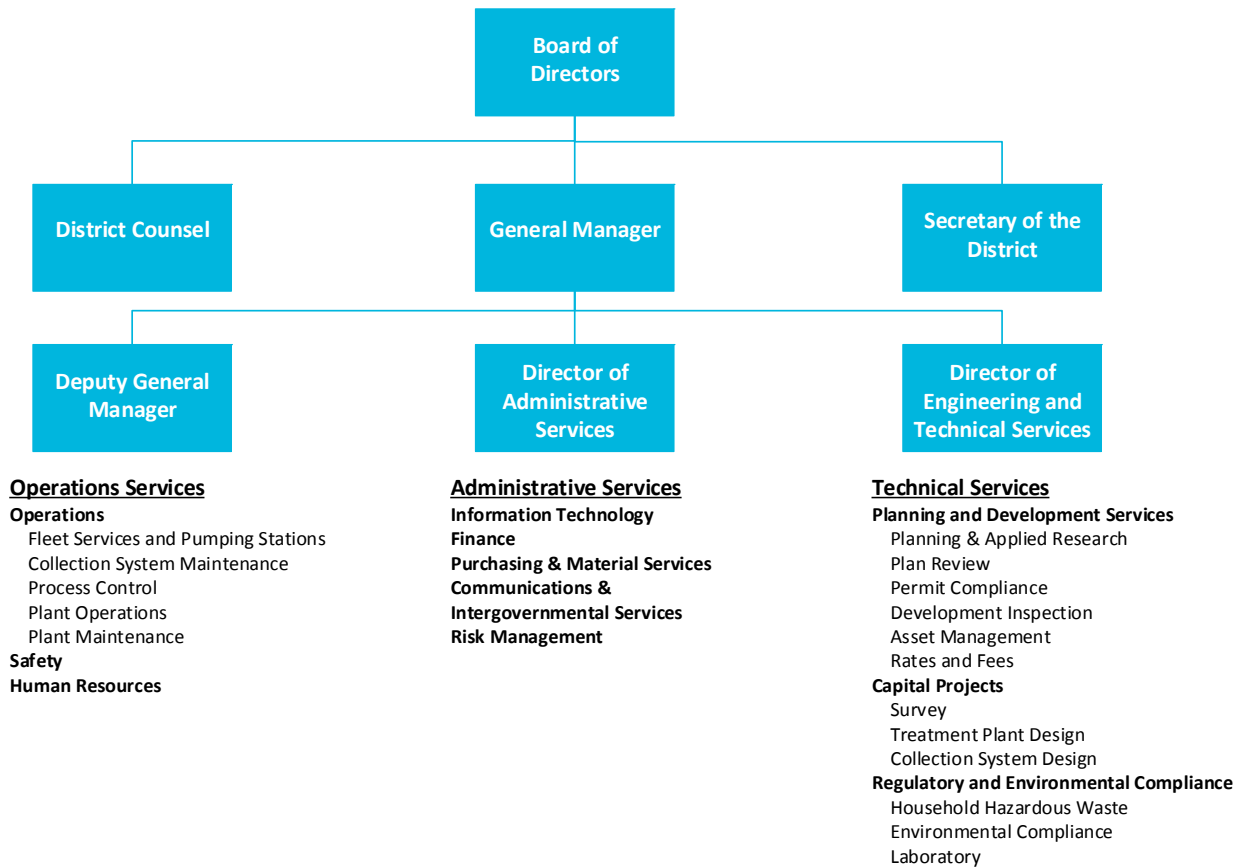 Board of
Directors
District Counsel
General Manager
Secretary of the
District
Deputy General
Manager
Director of
Administrative
Services
Director of
Engineering and
Technical Services
Operations Services
Operations
Fleet Services and Pumping Stations
Collection System Maintenance
Process Control
Plant Operations
Plant Maintenance
Safety
Human Resources
Administrative Services
Information Technology
Finance
Purchasing & Material Services
Communications &
Intergovernmental Services
Risk Management
Technical Services
Planning and Development Services
Planning & Applied Research
Plan Review
Permit Compliance
Development Inspection
Asset Management
Rates and Fees
Capital Projects
Survey
Treatment Plant Design
Collection System Design
Regulatory and Environmental Compliance
Household Hazardous Waste
Environmental Compliance
Laboratory